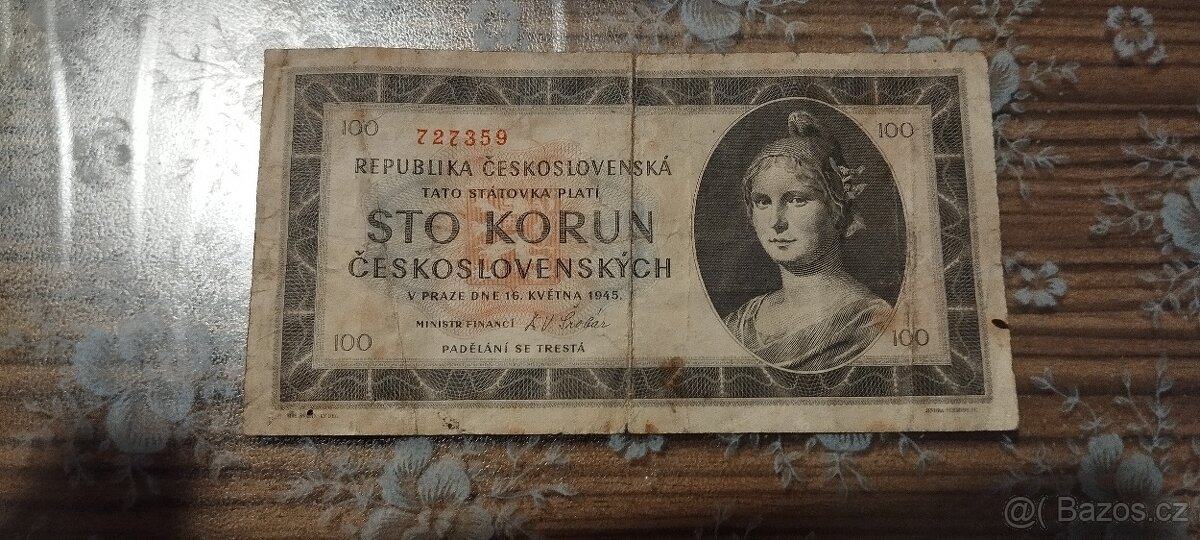 100
727359
100
REPUBLIKA ČESKOSLOVENSKÁ
TATO STÁTOVKA PLATÍ
STO KORUN
ČESKOSLOVENSKÝCH
V PRAZE DNE 16. KVĚTNA 1945.
MINISTR FINANCÍ
100
100
PADĚLÁNÍ SE TRESTÁ
@( Bazos.cz